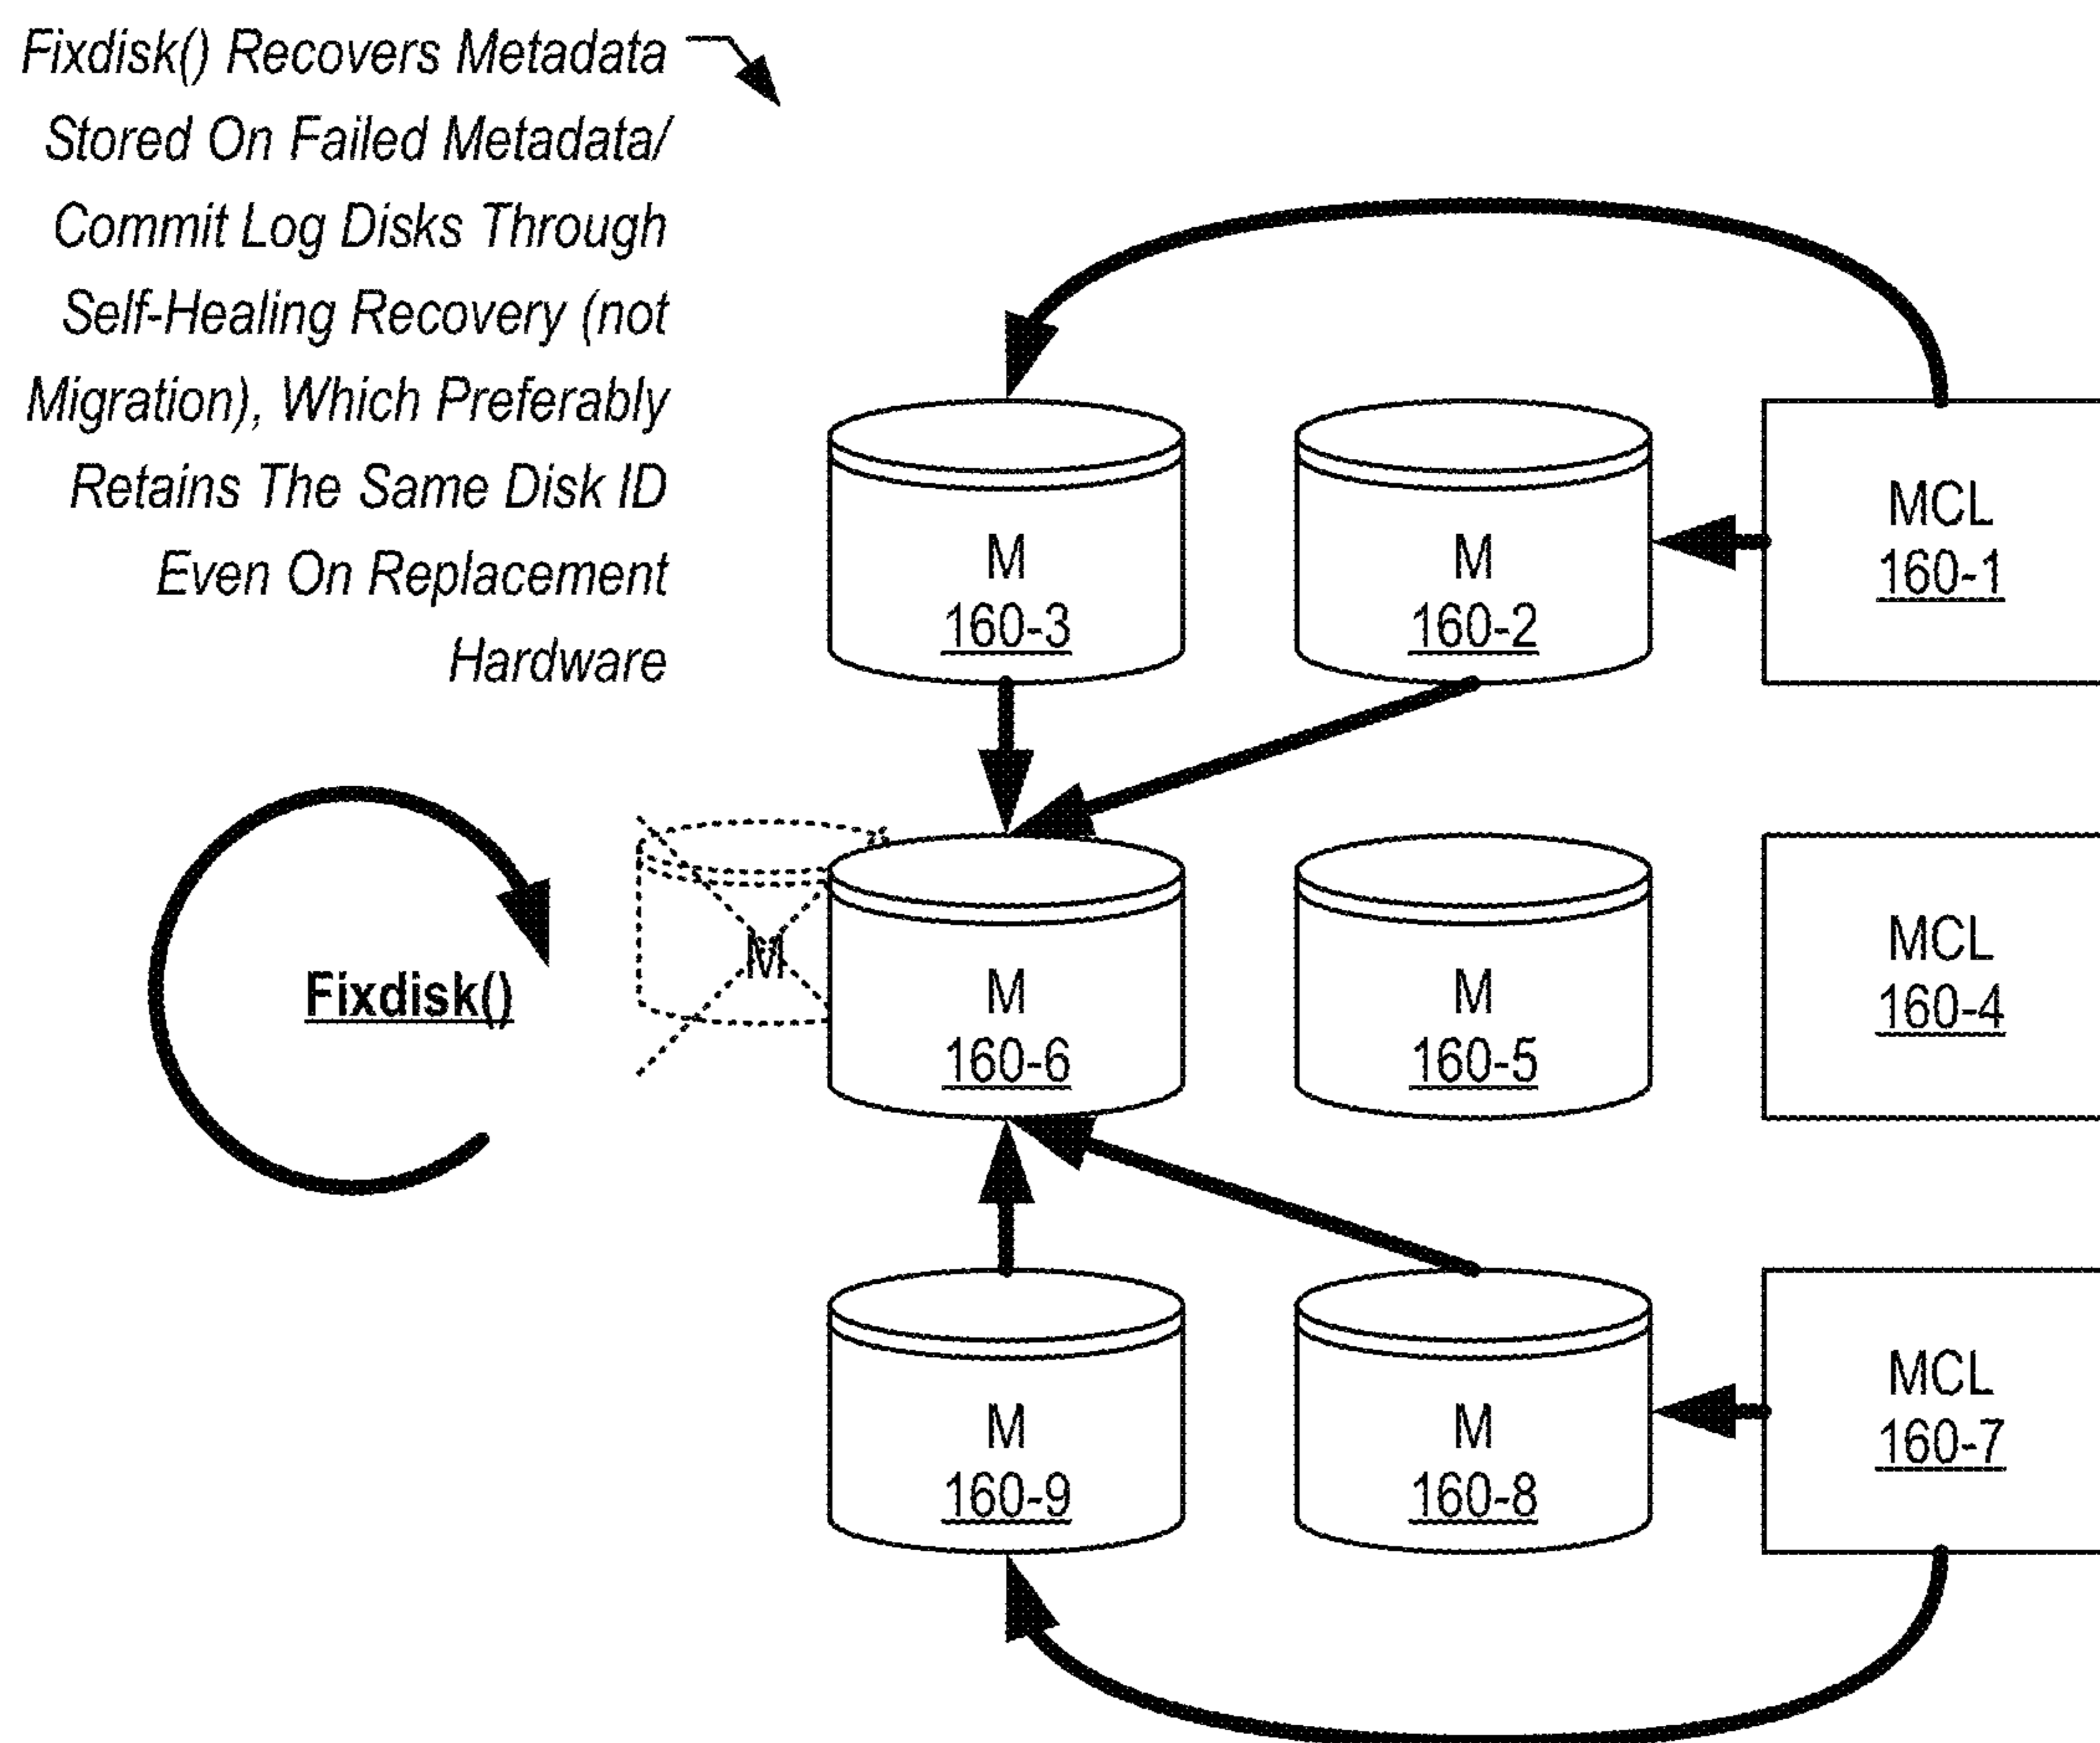 Fixdisk() Recovers Metadata
Stored On Failed Metadata/
Commit Log Disks Through
Self-Healing Recovery (not
Migration), Which Preferably
Retains The Same Disk ID
Even On Replacement
Hardware
M
160-3
M
160-2
MCL
160-1
Fixdisk()
M
M
160-6
M
160-5
MCL
160-4
M
160-9
M
160-8
MCL
160-7